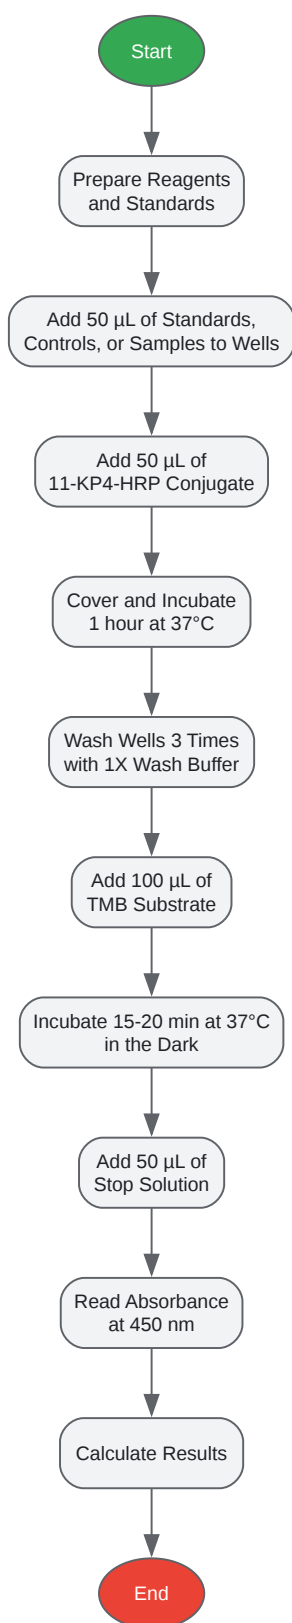 Start
Prepare Reagents
and Standards
Add 50 µL of Standards,
Controls, or Samples to Wells
Add 50 µL of
11-KP4-HRP Conjugate
Cover and Incubate
1 hour at 37°C
Wash Wells 3 Times
with 1X Wash Buffer
Add 100 µL of
TMB Substrate
Incubate 15-20 min at 37°C
in the Dark
Add 50 µL of
Stop Solution
Read Absorbance
at 450 nm
Calculate Results
End